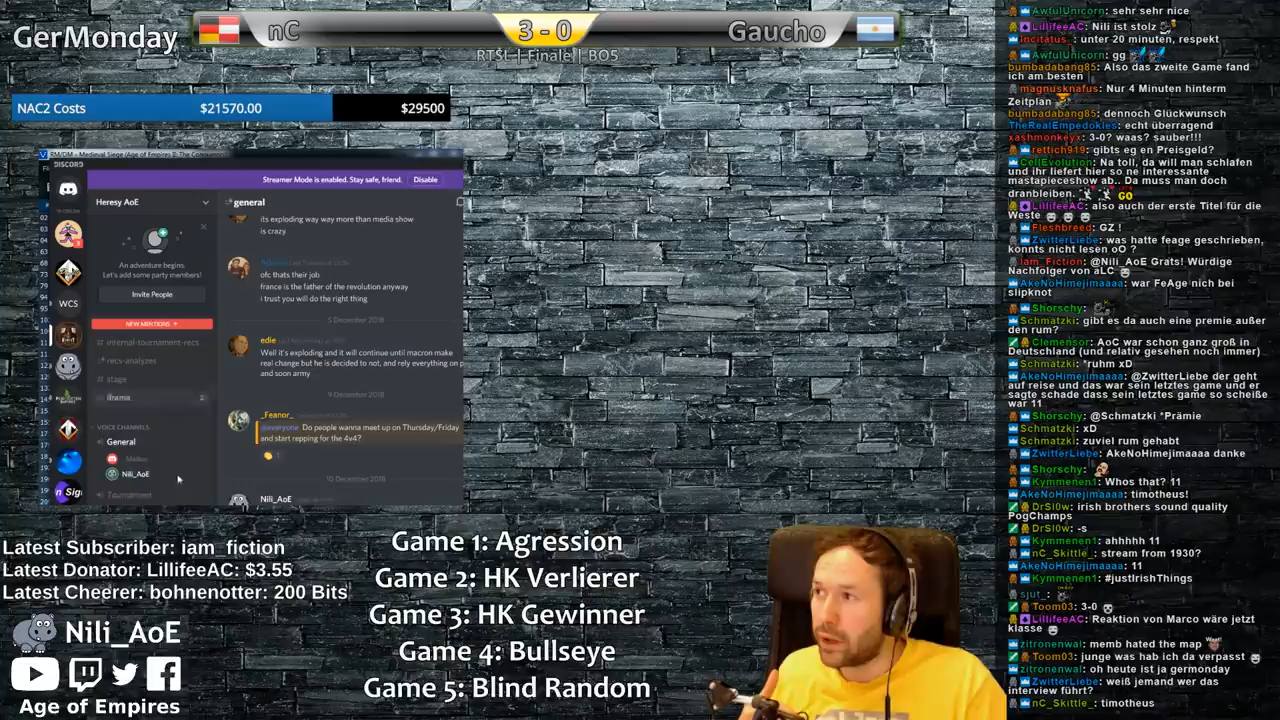 GerMonday
nC
3 - 0
Gaucho
RTSL | Finale | BO5
NAC2 Costs
$21570.00
$29500
DISCORD
Streamer Mode is enabled. Stay safe, friend.
Disable
Heresy AoE
general
its exploding way way more than media show
is crazy
An adventure begins.
Let's add some party members!
Invite People
ofc thats their job
france is the father of the revolution anyway
i trust you will do the right thing
WCS
5 December 2018
NEW MENTIONS
internal-tournament-recs
recs-analyzes
stage
edie
Well it's exploding and it will continue until macron make
real change but he is decided to not, and rely everything on p
and soon army
9 December 2018
_Feanor_
@everyone Do people wanna meet up on Thursday/Friday
and start repping for the 4v4?
VOICE CHANNELS
General
Nili_AoE
Tournament
10 December 2018
Nili_AoE
Latest Subscriber: iam_fiction
Latest Donator: LillifeeAC: $3.55
Latest Cheerer: bohnenotter: 200 Bits
Nili_AoE
Age of Empires
Game 1: Agression
Game 2: HK Verlierer
Game 3: HK Gewinner
Game 4: Bullseye
Game 5: Blind Random
AwfulUnicorn: sehr sehr nice
LillifeeAC: Nili ist stolz
Incitatus_: unter 20 minuten, respekt
AwfulUnicorn: gg
bumbadabang85: Also das zweite Game fand
ich am besten
magnusknafus: Nur 4 Minuten hinterm
Zeitplan
bumbadabang85: dennoch Glückwunsch
TheRealEmpedokles: echt überragend
xashmonkeyx: 3-0? waas? sauber!!!
rettich919: gibts eg en Preisgeld?
CellEvolution: Na toll, da will man schlafen
und ihr liefert hier so ne interessante
mastapieceshow ab.. Da muss man doch
dranbleiben.
LillifeeAC: also auch der erste Titel für die
Weste
Fleshbreed: GZ !
ZwitterLiebe: was hatte feage geschrieben,
konnts nicht lesen oO ?
Iam_Fiction: @Nili_AoE Grats! Würdige
Nachfolger von aLC
AkeNoHimejimaaaa: war FeAge nich bei
slipknot
Shorschy:
Schmatzki: gibt es da auch eine premie außer
den rum?
Clemensor: AoC war schon ganz groß in
Deutschland (und relativ gesehen noch immer)
Schmatzki: *ruhm xD
AkeNoHimejimaaaa: @ZwitterLiebe der geht
auf reise und das war sein letztes game und er
sagte schade dass sein letztes game so scheiße
war 11
Shorschy: @Schmatzki *Prämie
Schmatzki: xD
Schmatzki: zuviel rum gehabt
ZwitterLiebe: AkeNoHimejimaaaa danke
Shorschy:
Kymmenen1: Whos that? 11
AkeNoHimejimaaaa: timotheus!
DrSl0w: irish brothers sound quality
PogChamps
DrSl0w: -s
Kymmenen1: ahhhhh 11
nC_Skittle_: stream from 1930?
AkeNoHimejimaaaa: 11
Kymmenen1: #justIrishThings
sjut_:
Toom03: 3-0
LillifeeAC: Reaktion von Marco wäre jetzt
klasse
zitronenwal: memb hated the map
Toom03: junge was hab ich da verpasst
zitronenwal: oh heute ist ja germonday
ZwitterLiebe: weiß jemand wer das
interview führt?
nC_Skittle_: timotheus